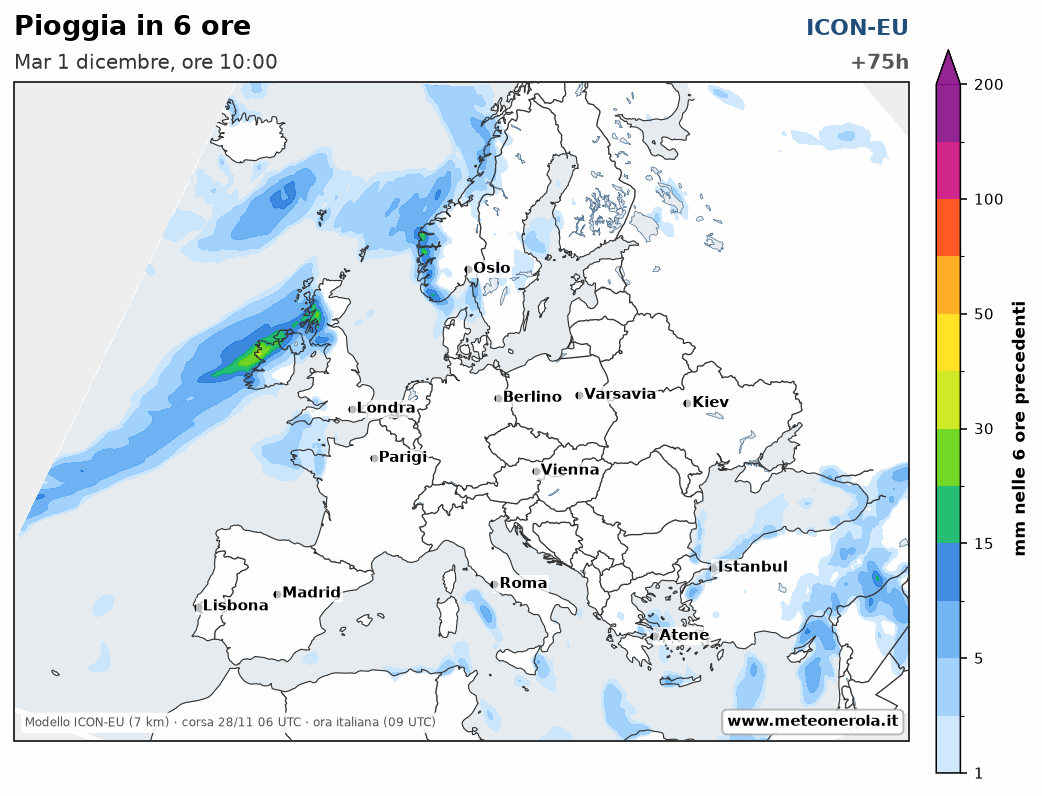 Pioggia in 6 ore
ICON-EU
Mar 1 dicembre, ore 10:00
+75h
200
100
50
30
15
5
1
mm nelle 6 ore precedenti
Oslo
Berlino
Varsavia
Kiev
Londra
Parigi
Vienna
Istanbul
Roma
Madrid
Lisbona
Atene
Modello ICON-EU (7 km) · corsa 28/11 06 UTC · ora italiana (09 UTC)
www.meteonerola.it